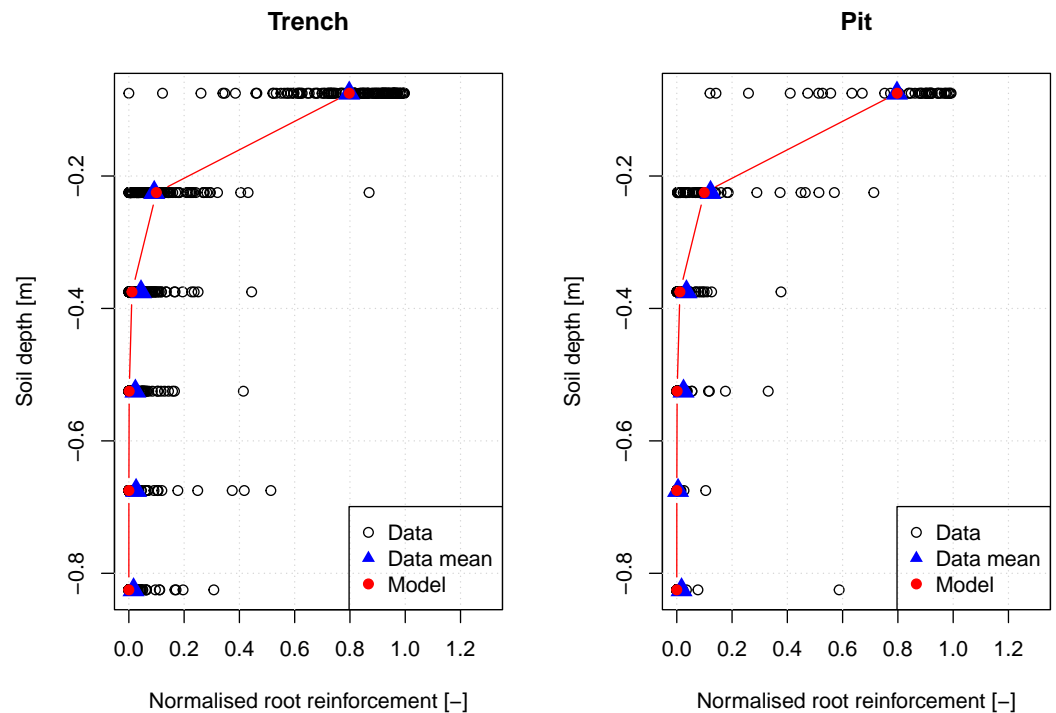 Trench
Soil depth [m]
−0.2
−0.4
−0.6
−0.8
Data
Data mean
Model
0.0 0.2 0.4 0.6 0.8 1.0 1.2
Normalised root reinforcement [−]
Pit
Soil depth [m]
−0.2
−0.4
−0.6
−0.8
Data
Data mean
Model
0.0 0.2 0.4 0.6 0.8 1.0 1.2
Normalised root reinforcement [−]